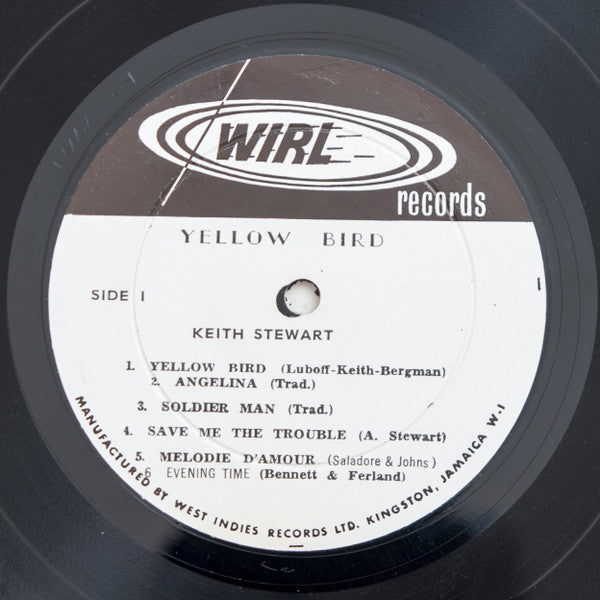 WIRL
records
YELLOW BIRD
SIDE I
KEITH STEWART
1. YELLOW BIRD (Luboff-Keith-Bergman)
2. ANGELINA (Trad.)
3. SOLDIER MAN (Trad.)
4. SAVE ME THE TROUBLE (A. Stewart)
5. MELODIE D'AMOUR (Saladore & Johns)
6 EVENING TIME (Bennett & Ferland)
MANUFACTURED BY WEST INDIES RECORDS LTD. KINGSTON, JAMAICA W.I